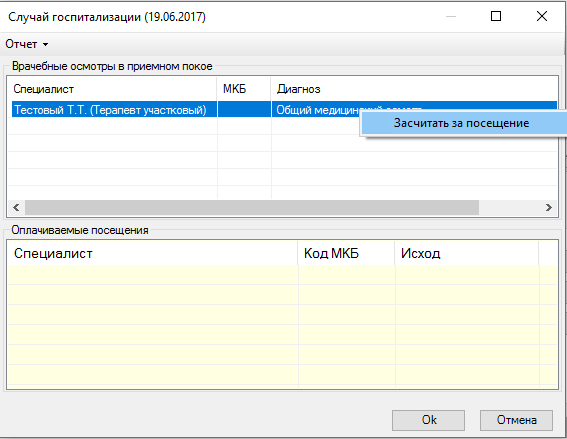 Случай госпитализации (19.06.2017)
Отчет
Врачебные осмотры в приемном покое
Специалист МКБ Диагноз
Тестовый Т.Т. (Терапевт участковый) Общий медицинский
Засчитать за посещение
Оплачиваемые посещения
Специалист Код МКБ Исход
Ok Отмена